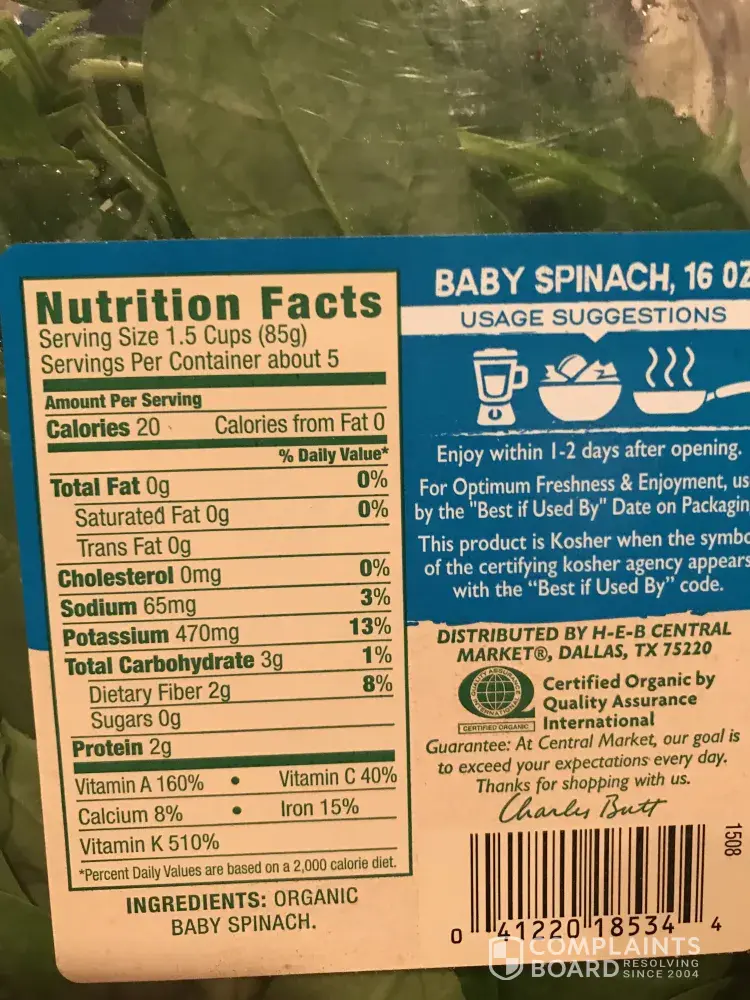 Nutrition Facts
Serving Size 1.5 Cups (85g)
Servings Per Container about 5
Amount Per Serving
Calories 20 Calories from Fat 0
% Daily Value*
Total Fat 0g 0%
Saturated Fat 0g 0%
Trans Fat 0g
Cholesterol 0mg 0%
Sodium 65mg 3%
Potassium 470mg 13%
Total Carbohydrate 3g 1%
Dietary Fiber 2g 8%
Sugars 0g
Protein 2g
Vitamin A 160% • Vitamin C 40%
Calcium 8% • Iron 15%
Vitamin K 510%
*Percent Daily Values are based on a 2,000 calorie diet.
INGREDIENTS: ORGANIC
BABY SPINACH.
BABY SPINACH, 16 OZ
USAGE SUGGESTIONS
Enjoy within 1-2 days after opening.
For Optimum Freshness & Enjoyment, us
by the "Best if Used By" Date on Packagin
This product is Kosher when the symbo
of the certifying kosher agency appears
with the "Best if Used By" code.
DISTRIBUTED BY H-E-B CENTRAL
MARKET®, DALLAS, TX 75220
QUALITY ASSURANCE
INTERNATIONAL
CERTIFIED ORGANIC
Certified Organic by
Quality Assurance
International
Guarantee: At Central Market, our goal is
to exceed your expectations every day.
Thanks for shopping with us.
Charles Butt
1508
0 41220 18534 4
COMPLAINTS
BOARD RESOLVING
SINCE 2004